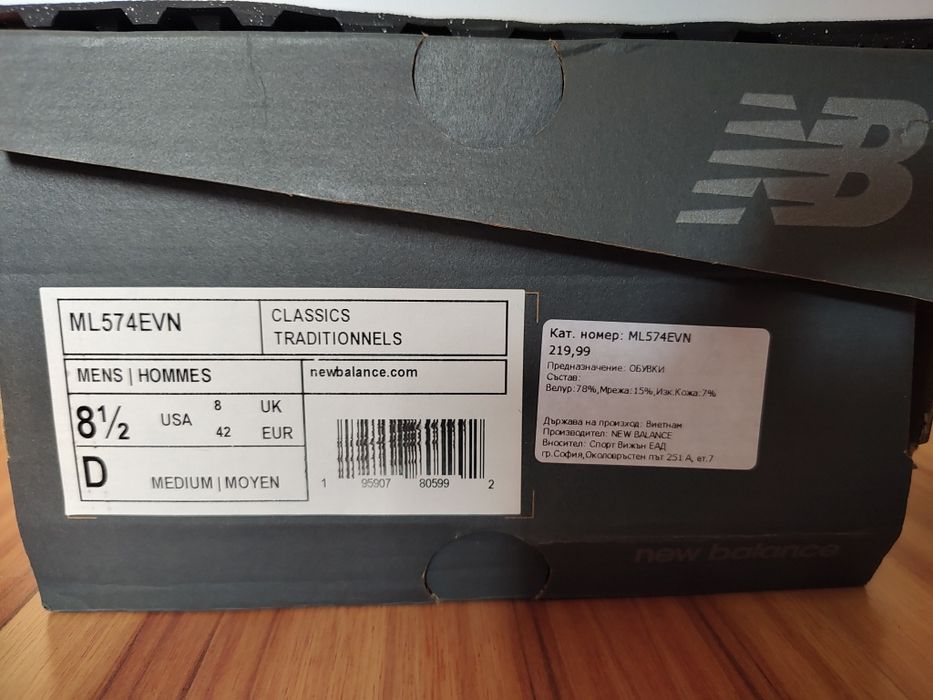 NB
ML574EVN
CLASSICS
TRADITIONNELS
MENS | HOMMES
newbalance.com
8½
USA
8
UK
42
EUR
D
MEDIUM | MOYEN
1 95907 80599 2
Кат. номер: ML574EVN
219,99
Предназначение: ОБУВКИ
Състав:
Велур:78%,Мрежа:15%,Изк.Кожа:7%
Държава на произход: Виетнам
Производител: NEW BALANCE
Вносител: Спорт Вижън ЕАД
гр.София,Околовръстен път 251 А, ет.7
new balance